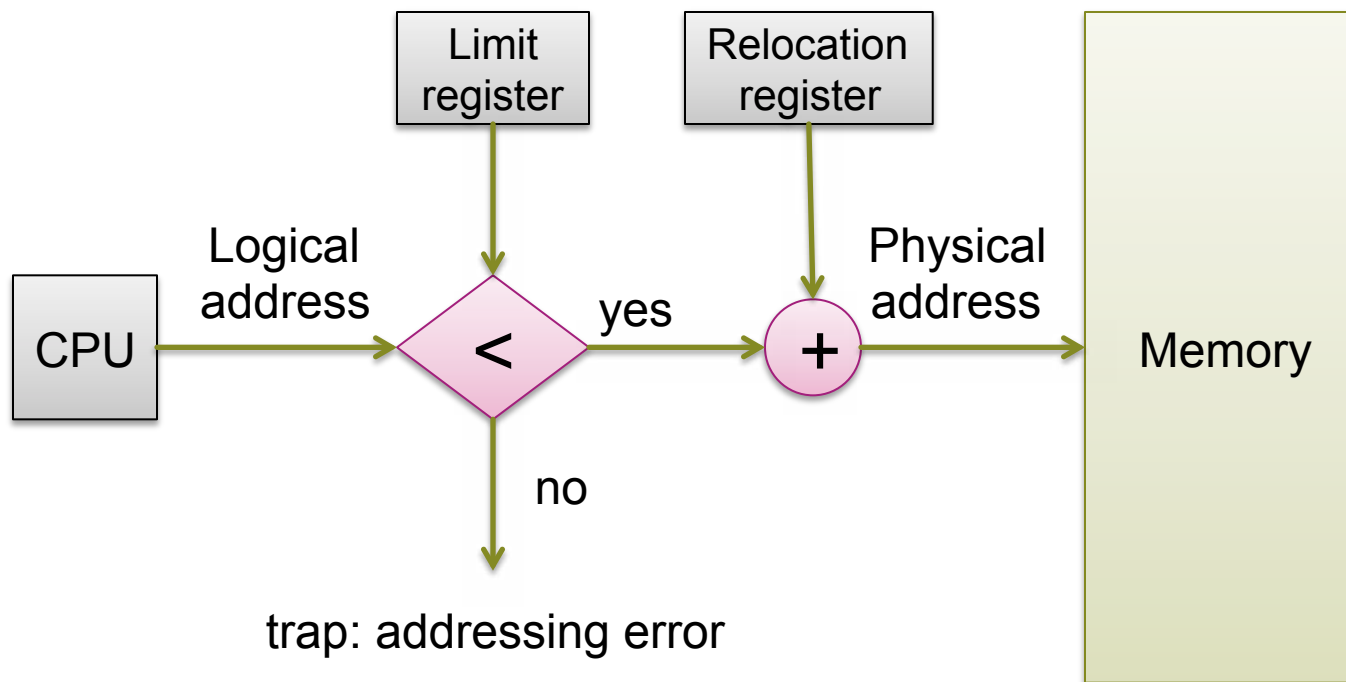 Limit
register
Relocation
register
Logical
address
Physical
address
CPU
<
yes
+
Memory
no
trap: addressing error